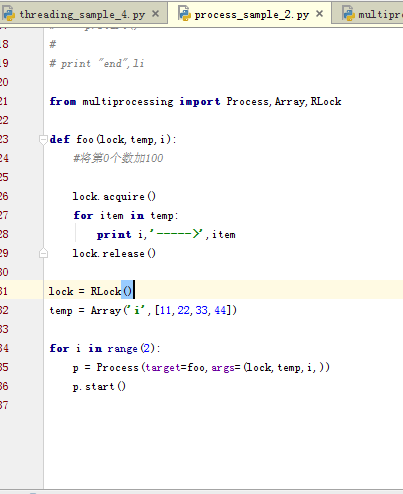 threading_sample_4.py × process_sample_2.py × multipr
18 #
19 # print "end",li
20
21 from multiprocessing import Process,Array,RLock
22
23 def foo(lock,temp,i):
24 #将第0个数加100
25
26 lock.acquire()
27 for item in temp:
28 print i,'----->',item
29 lock.release()
30
31 lock = RLock()
32 temp = Array('i',[11,22,33,44])
33
34 for i in range(2):
35 p = Process(target=foo,args=(lock,temp,i,))
36 p.start()
37